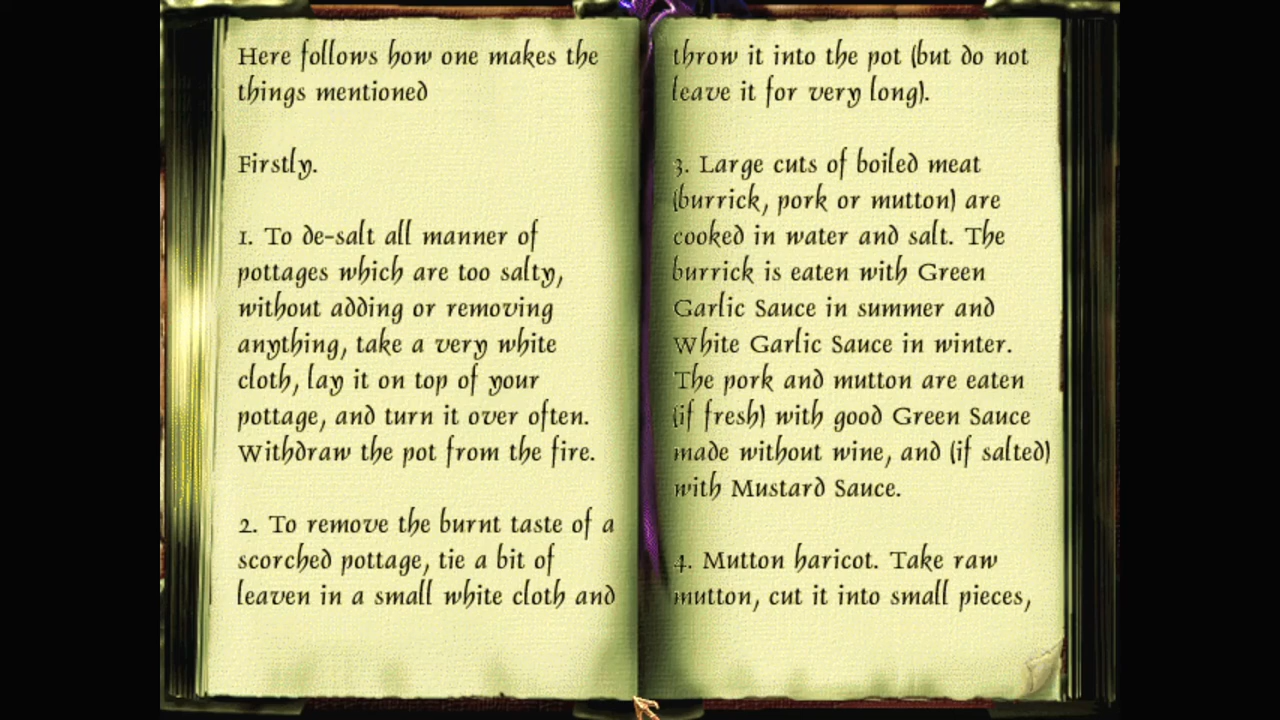 Here follows how one makes the
things mentioned
Firstly.
1. To de-salt all manner of
pottages which are too salty,
without adding or removing
anything, take a very white
cloth, lay it on top of your
pottage, and turn it over often.
Withdraw the pot from the fire.
2. To remove the burnt taste of a
scorched pottage, tie a bit of
leaven in a small white cloth and
throw it into the pot (but do not
leave it for very long).
3. Large cuts of boiled meat
(burrick, pork or mutton) are
cooked in water and salt. The
burrick is eaten with Green
Garlic Sauce in summer and
White Garlic Sauce in winter.
The pork and mutton are eaten
(if fresh) with good Green Sauce
made without wine, and (if salted)
with Mustard Sauce.
4. Mutton haricot. Take raw
mutton, cut it into small pieces,